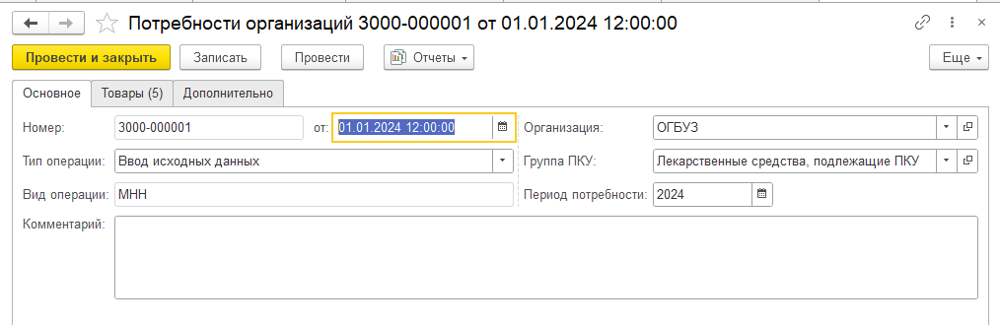 Потребности организаций 3000-000001 от 01.01.2024 12:00:00
Провести и закрыть Записать Провести Отчеты Еще
Основное Товары (5) Дополнительно
Номер: 3000-000001 от: 01.01.2024 12:00:00 Организация: ОГБУЗ
Тип операции: Ввод исходных данных Группа ПКУ: Лекарственные средства, подлежащие ПКУ
Вид операции: МНН Период потребности: 2024
Комментарий: